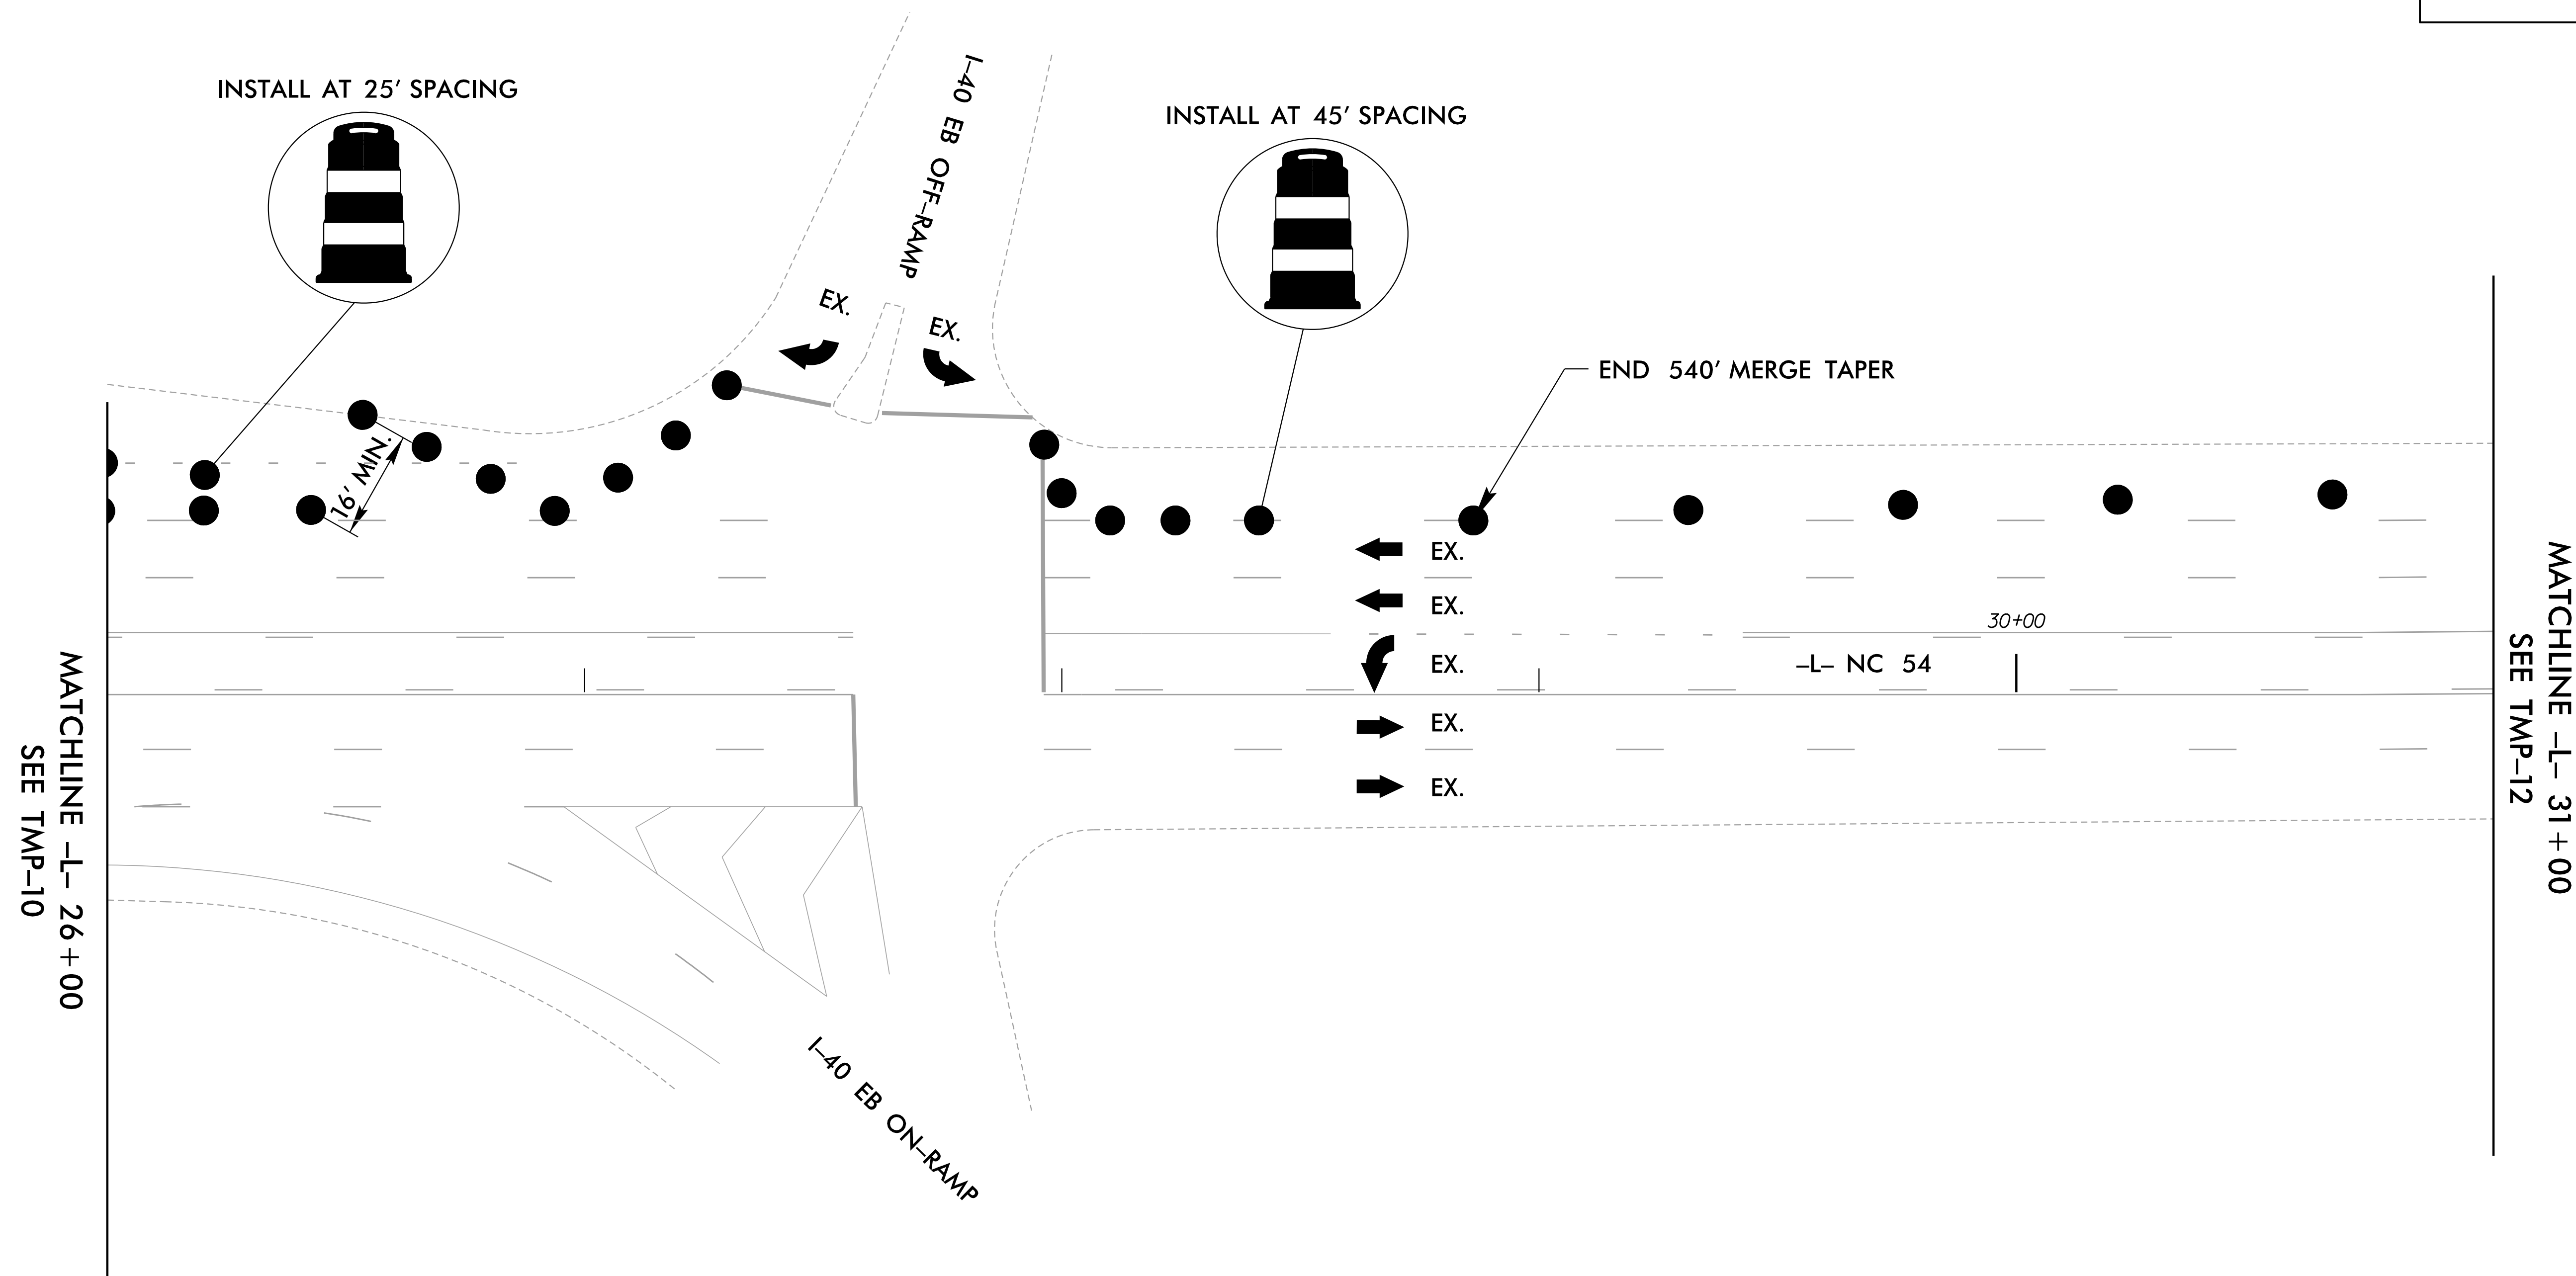 INSTALL AT 25' SPACING
INSTALL AT 45' SPACING
I-40 EB OFF-RAMP
EX.
EX.
END 540' MERGE TAPER
16' MIN.
EX.
EX.
30+00
EX.
-L- NC 54
EX.
EX.
MATCHLINE -L- 26+00
SEE TMP-10
MATCHLINE -L- 31+00
SEE TMP-12
I-40 EB ON-RAMP